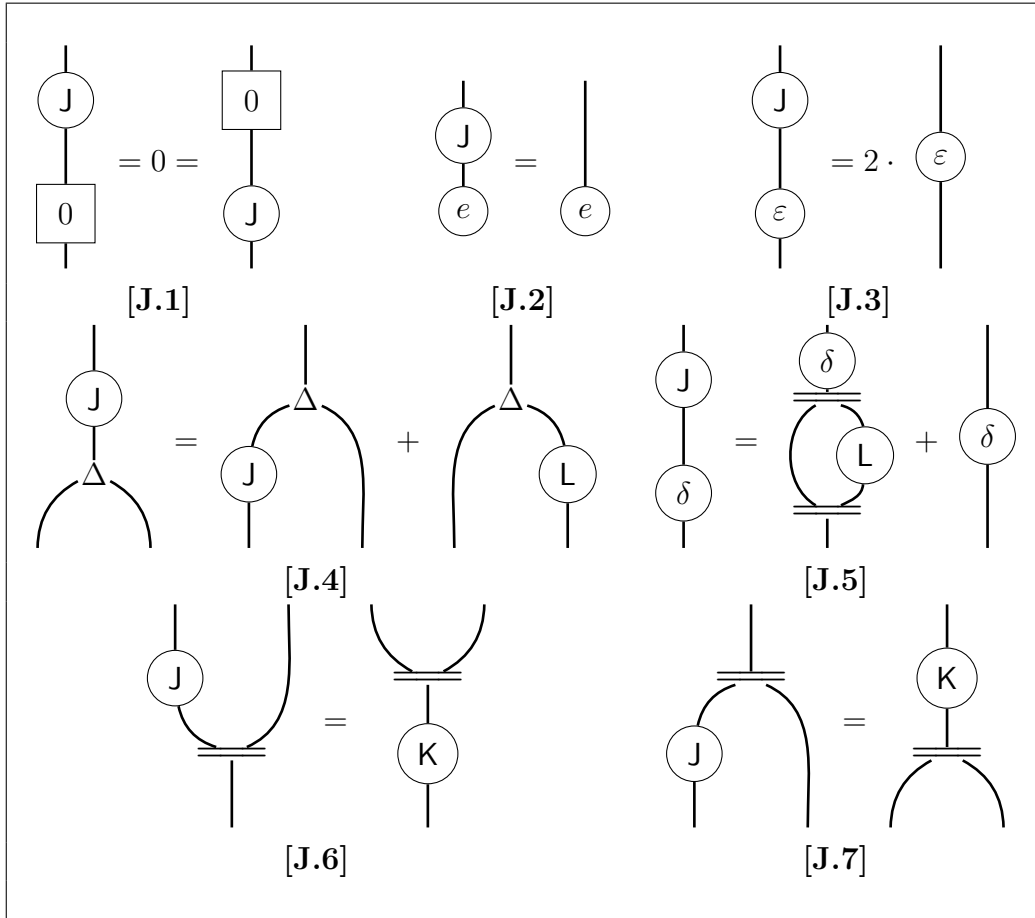 J 0 = 0 = 0 J
J e = e
J ε = 2 · ε
[J.1] [J.2] [J.3]
J Δ = Δ J + Δ L
J δ = δ L + δ
[J.4] [J.5]
J = K
J = K
[J.6] [J.7]